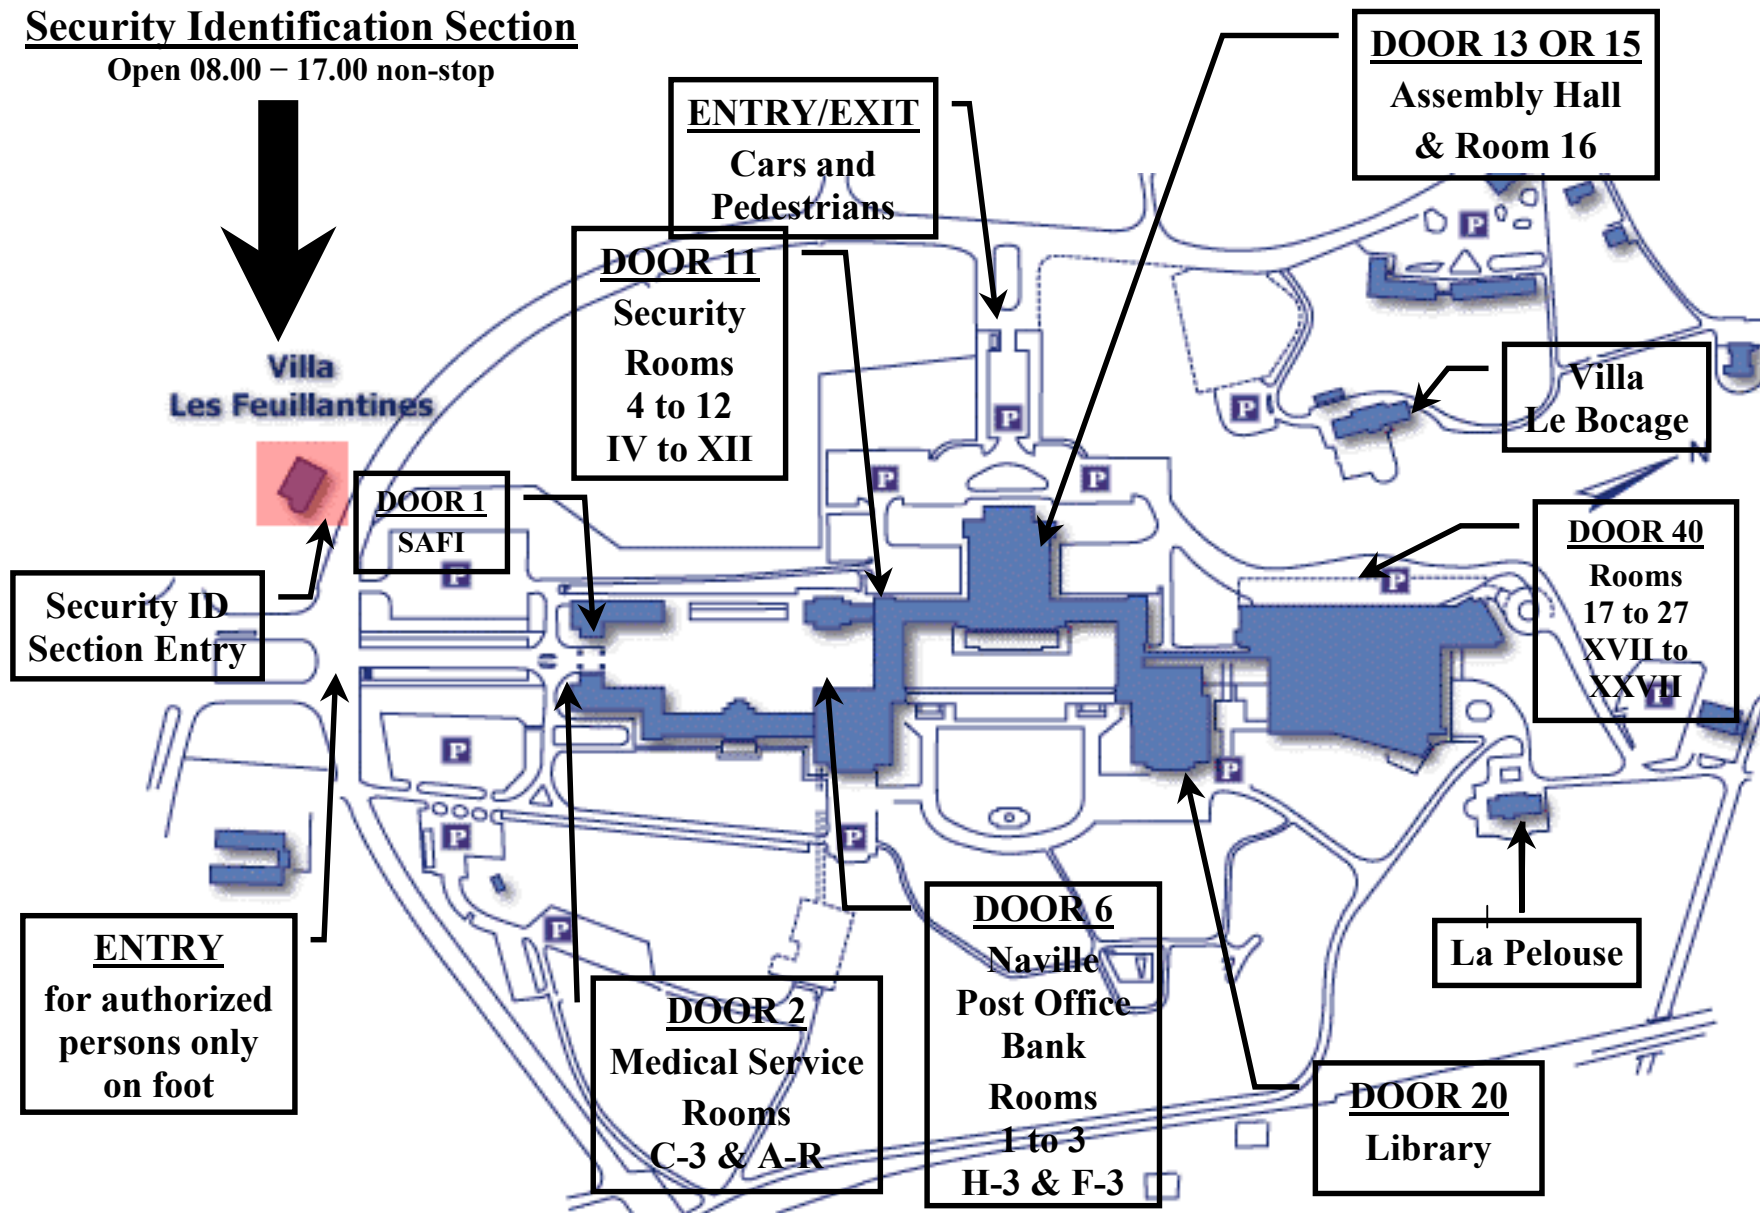 Security Identification Section
Open 08.00 – 17.00 non-stop
DOOR 13 OR 15
Assembly Hall
& Room 16
ENTRY/EXIT
Cars and
Pedestrians
DOOR 11
Security
Rooms
4 to 12
IV to XII
Villa
Les Feuillantines
Villa
Le Bocage
N
DOOR 1
SAFI
DOOR 40
Rooms
17 to 27
XVII to
XXVII
Security ID
Section Entry
ENTRY
for authorized
persons only
on foot
DOOR 2
Medical Service
Rooms
C-3 & A-R
DOOR 6
Naville
Post Office
Bank
Rooms
1 to 3
H-3 & F-3
La Pelouse
DOOR 20
Library
P
P
P
P
P
P
P
P
P
P
P
P
P